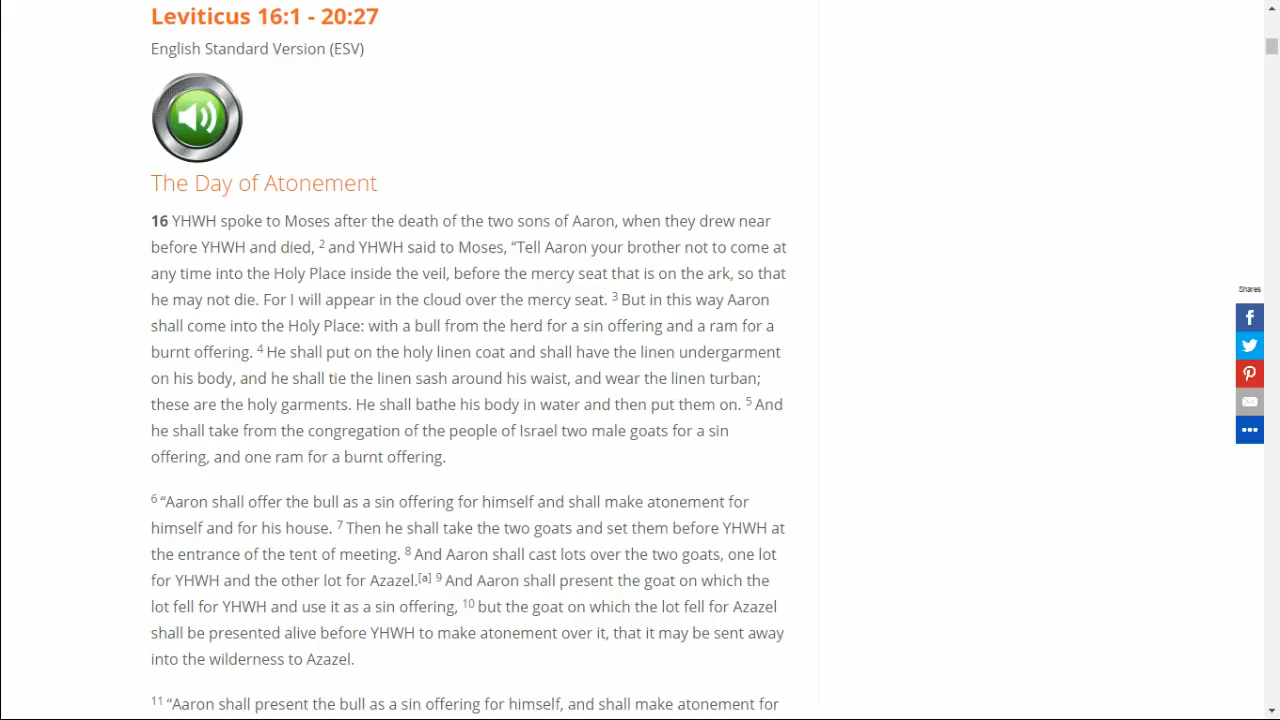 Leviticus 16:1 - 20:27
English Standard Version (ESV)
The Day of Atonement
16 YHWH spoke to Moses after the death of the two sons of Aaron, when they drew near
before YHWH and died, 2 and YHWH said to Moses, “Tell Aaron your brother not to come at
any time into the Holy Place inside the veil, before the mercy seat that is on the ark, so that
he may not die. For I will appear in the cloud over the mercy seat. 3 But in this way Aaron
shall come into the Holy Place: with a bull from the herd for a sin offering and a ram for a
burnt offering. 4 He shall put on the holy linen coat and shall have the linen undergarment
on his body, and he shall tie the linen sash around his waist, and wear the linen turban;
these are the holy garments. He shall bathe his body in water and then put them on. 5 And
he shall take from the congregation of the people of Israel two male goats for a sin
offering, and one ram for a burnt offering.
6 “Aaron shall offer the bull as a sin offering for himself and shall make atonement for
himself and for his house. 7 Then he shall take the two goats and set them before YHWH at
the entrance of the tent of meeting. 8 And Aaron shall cast lots over the two goats, one lot
for YHWH and the other lot for Azazel.[a] 9 And Aaron shall present the goat on which the
lot fell for YHWH and use it as a sin offering, 10 but the goat on which the lot fell for Azazel
shall be presented alive before YHWH to make atonement over it, that it may be sent away
into the wilderness to Azazel.
11 “Aaron shall present the bull as a sin offering for himself, and shall make atonement for
Shares